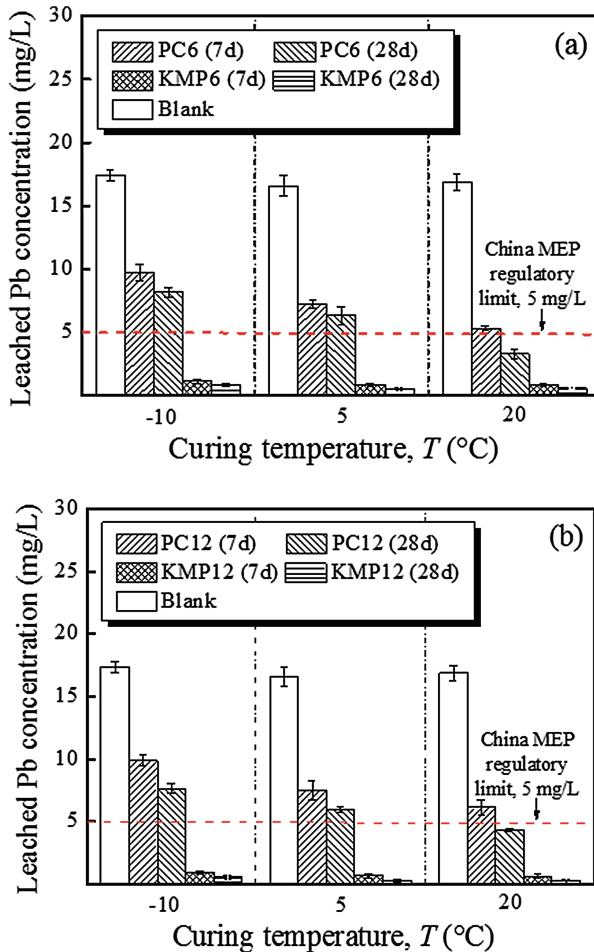 30
25
20
15
10
5
0
Leached Pb concentration (mg/L)
(a)
PC6 (7d) PC6 (28d)
KMP6 (7d) KMP6 (28d)
Blank
China MEP
regulatory
limit, 5 mg/L
-10 5 20
Curing temperature, T (°C)
30
25
20
15
10
5
0
Leached Pb concentration (mg/L)
(b)
PC12 (7d) PC12 (28d)
KMP12 (7d) KMP12 (28d)
Blank
China MEP
regulatory
limit, 5 mg/L
-10 5 20
Curing temperature, T (°C)